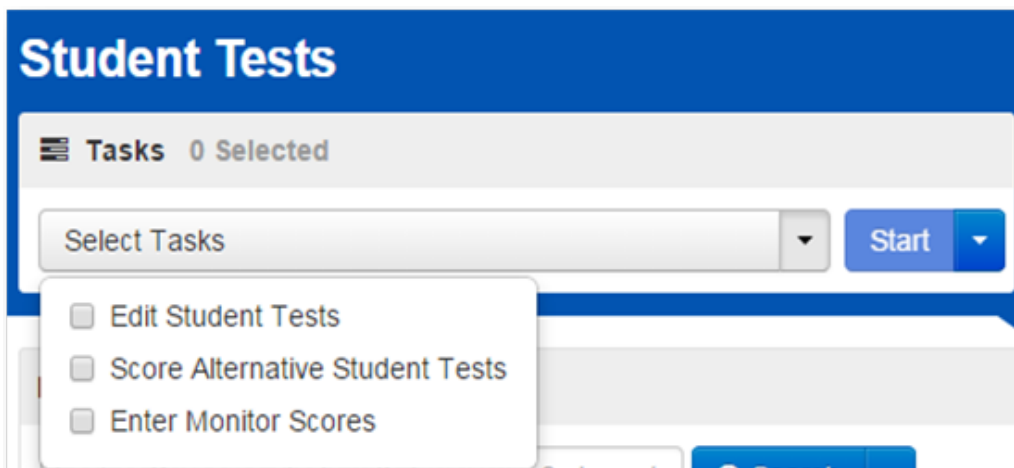 Student Tests
Tasks 0 Selected
Select Tasks Start
Edit Student Tests
Score Alternative Student Tests
Enter Monitor Scores